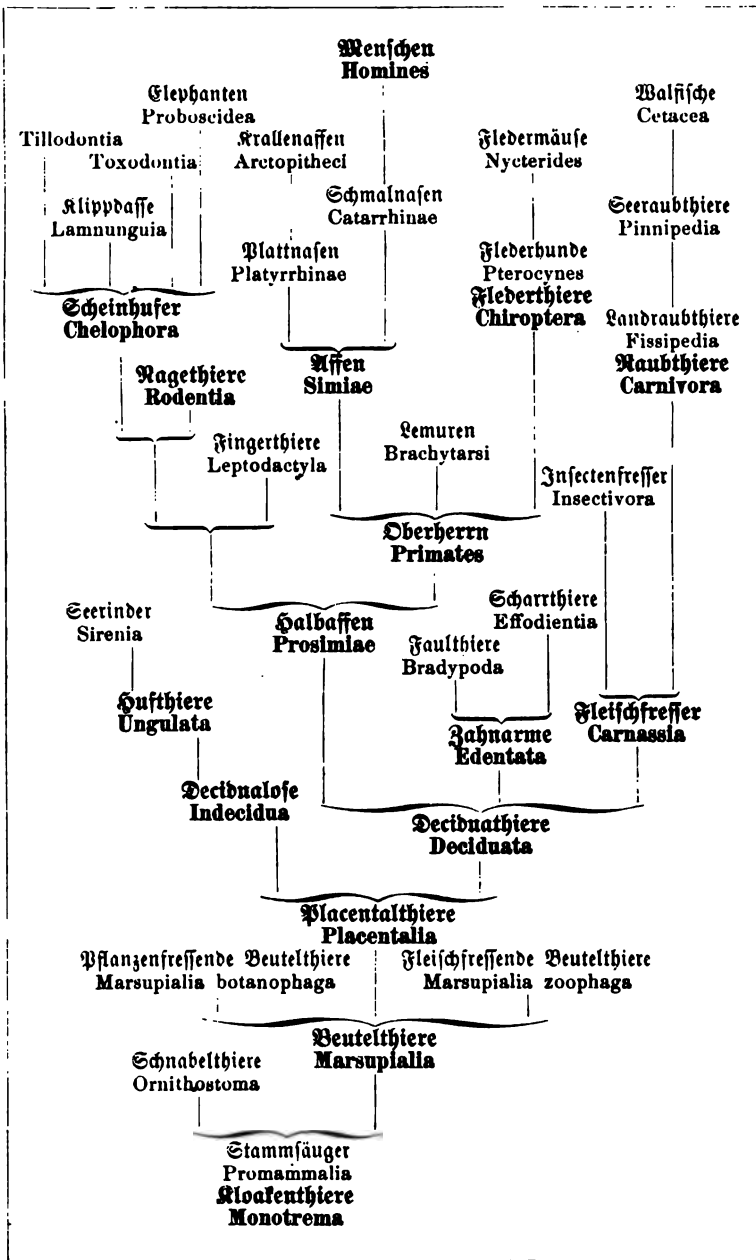 Menſchen
Homines
Elephanten
Proboscidea
Walfiſche
Cetacea
Tillodontia
Toxodontia
Krallenaffen
Arctopitheci
Fledermäuſe
Nycterides
Klippdaſſe
Lamnunguia
Schmalnaſen
Catarrhinae
Seeraubthiere
Pinnipedia
Plattnaſen
Platyrrhinae
Flederhunde
Pterocynes
Flederthiere
Chiroptera
Scheinhufer
Chelophora
Landraubthiere
Fissipedia
Raubthiere
Carnivora
Affen
Simiae
Nagethiere
Rodentia
Fingerthiere
Leptodactyla
Lemuren
Brachytarsi
Inſectenfreſſer
Insectivora
Oberherrn
Primates
Seerinder
Sirenia
Halbaffen
Prosimiae
Scharrthiere
Effodientia
Faulthiere
Bradypoda
Hufthiere
Ungulata
Zahnarme
Edentata
Fleiſchfreſſer
Carnassia
Decidualoſe
Indecidua
Deciduathiere
Deciduata
Placentalthiere
Placentalia
Pflanzenfreſſende Beutelthiere
Marsupialia botanophaga
Fleiſchfreſſende Beutelthiere
Marsupialia zoophaga
Beutelthiere
Marsupialia
Schnabelthiere
Ornithostoma
Stammſäuger
Promammalia
Kloakenthiere
Monotrema